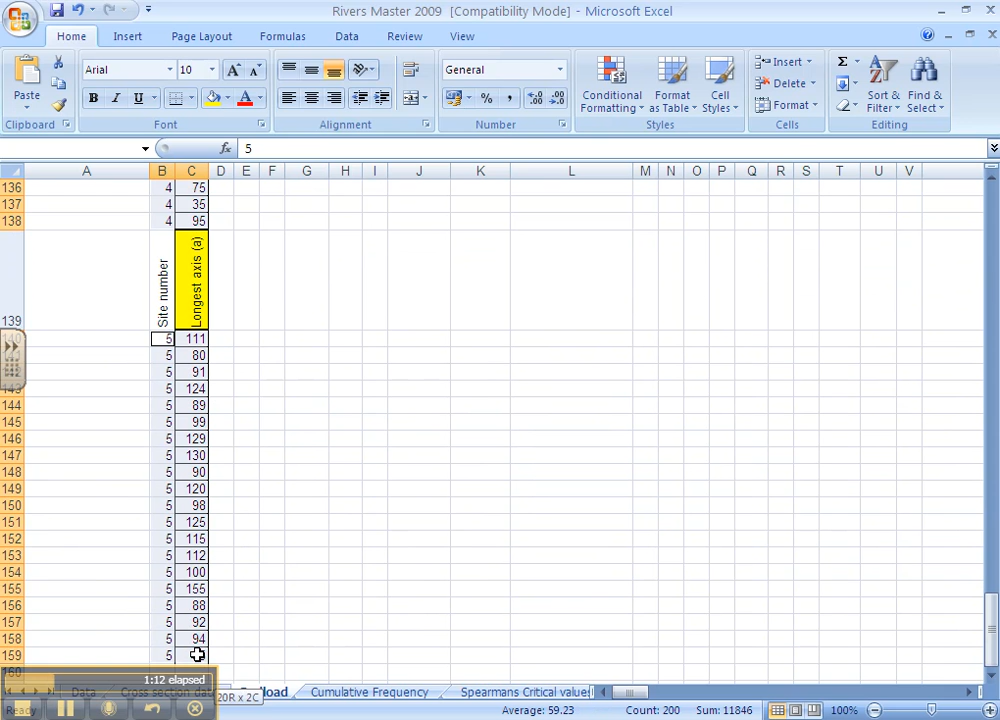 Rivers Master 2009 [Compatibility Mode] - Microsoft Excel
Home Insert Page Layout Formulas Data Review View
Paste
Clipboard
Arial 10
B I U
Font
Alignment
General
Number
Conditional Formatting
Format as Table
Cell Styles
Styles
Insert
Delete
Format
Cells
Sort & Filter
Find & Select
Editing
fx 5
A B C D E F G H I J K L M N O P Q R S T U V
136 4 75
137 4 35
138 4 95
139 Site number Longest axis (a)
5 111
5 80
5 91
143 5 124
144 5 89
145 5 99
146 5 129
147 5 130
148 5 90
149 5 120
150 5 98
151 5 125
152 5 115
153 5 112
154 5 100
155 5 155
156 5 88
157 5 92
158 5 94
159 5
160
1:12 elapsed
20R x 2C
Data Cross section data load Cumulative Frequency Spearmans Critical values
Ready Average: 59.23 Count: 200 Sum: 11846 100%